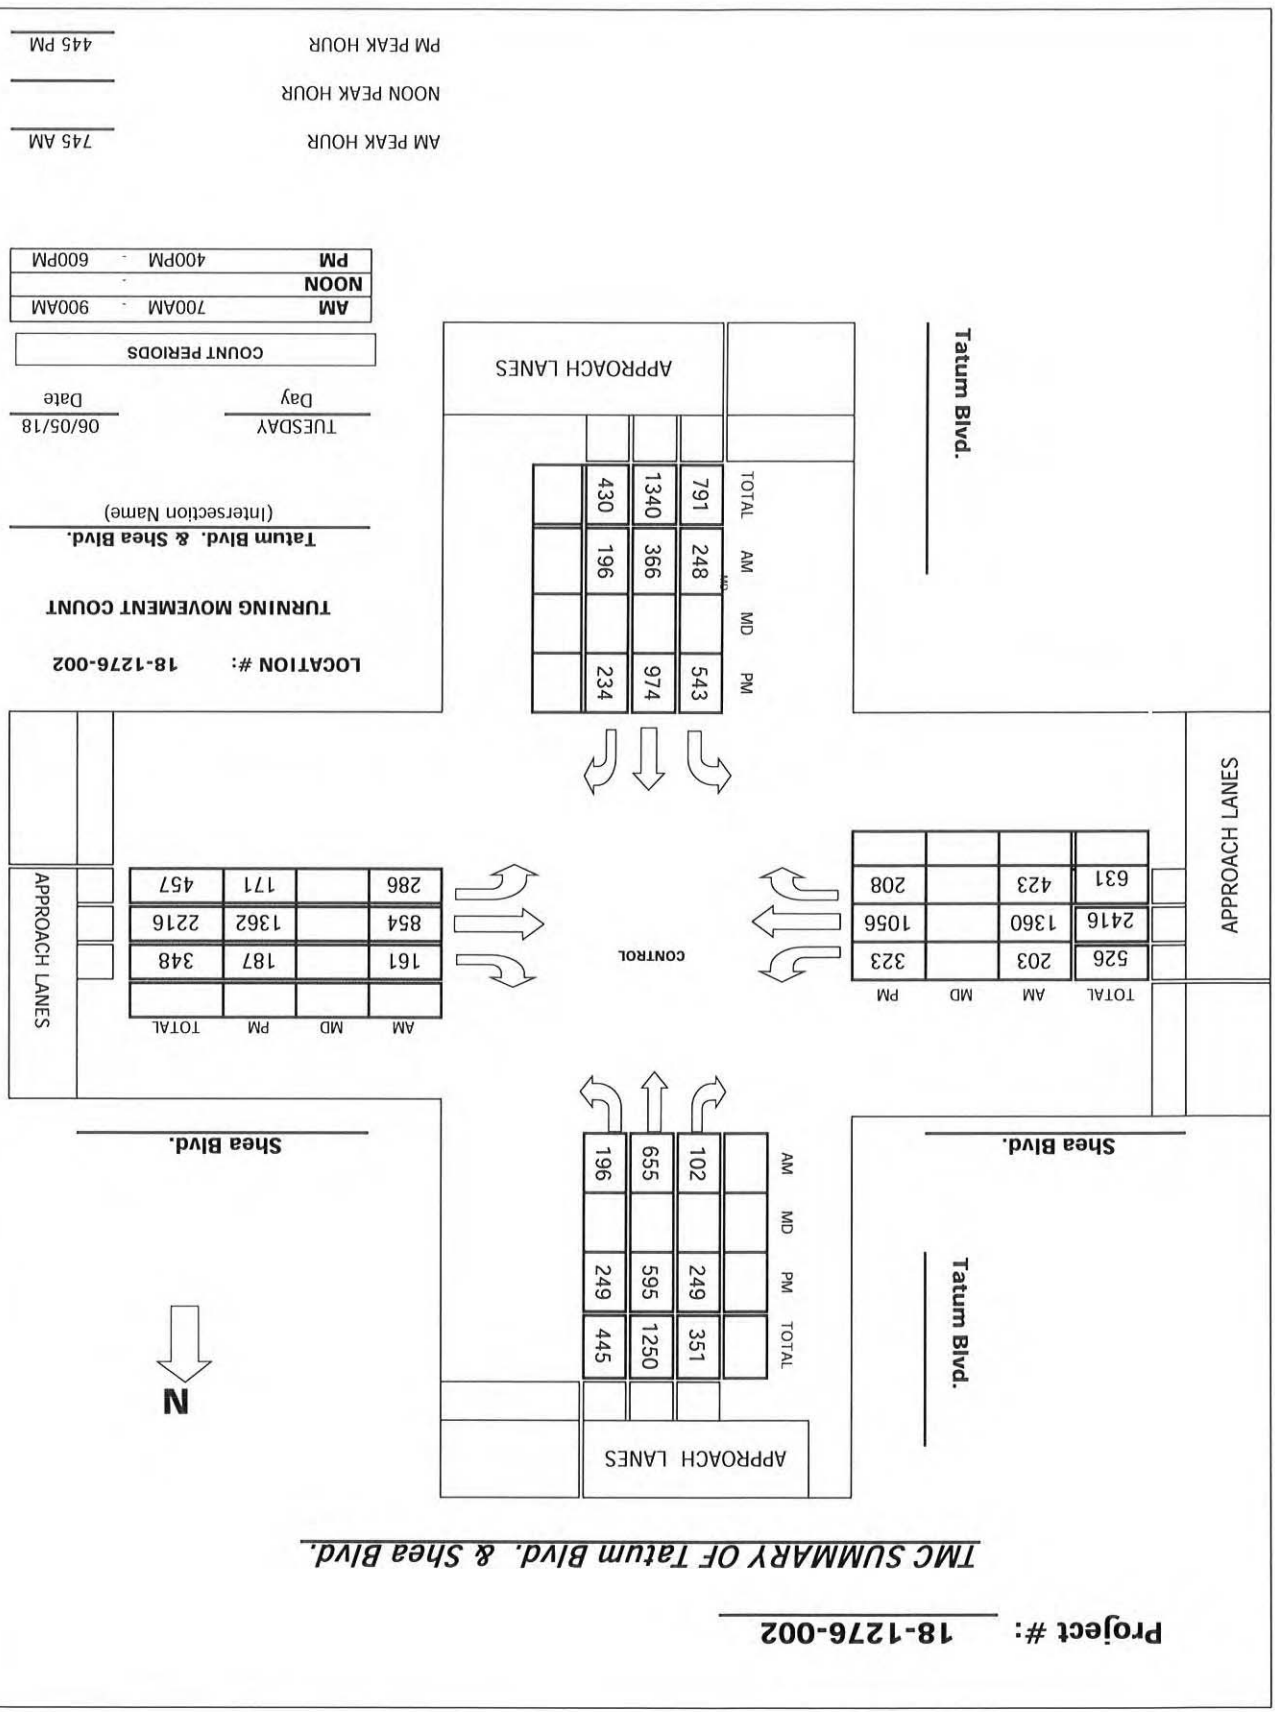 Project #: 18-1276-002
TMC SUMMARY OF Tatum Blvd. & Shea Blvd.
APPROACH LANES
N
Tatum Blvd.
TOTAL 351 1250 445
PM 249 595 249
MD
AM 102 655 196
Shea Blvd.
Shea Blvd.
TOTAL AM MD PM
526 203 323
2416 1360 1056
631 423 208
APPROACH LANES
CONTROL
AM MD PM TOTAL
161 187 348
854 1362 2216
286 171 457
APPROACH LANES
PM 543 974 234
MD
MD
AM 248 366 196
TOTAL 791 1340 430
APPROACH LANES
Tatum Blvd.
LOCATION #: 18-1276-002
TURNING MOVEMENT COUNT
Tatum Blvd. & Shea Blvd.
(Intersection Name)
TUESDAY 06/05/18
Day Date
COUNT PERIODS
AM 700AM - 900AM
NOON -
PM 400PM - 600PM
AM PEAK HOUR 745 AM
NOON PEAK HOUR
PM PEAK HOUR 445 PM